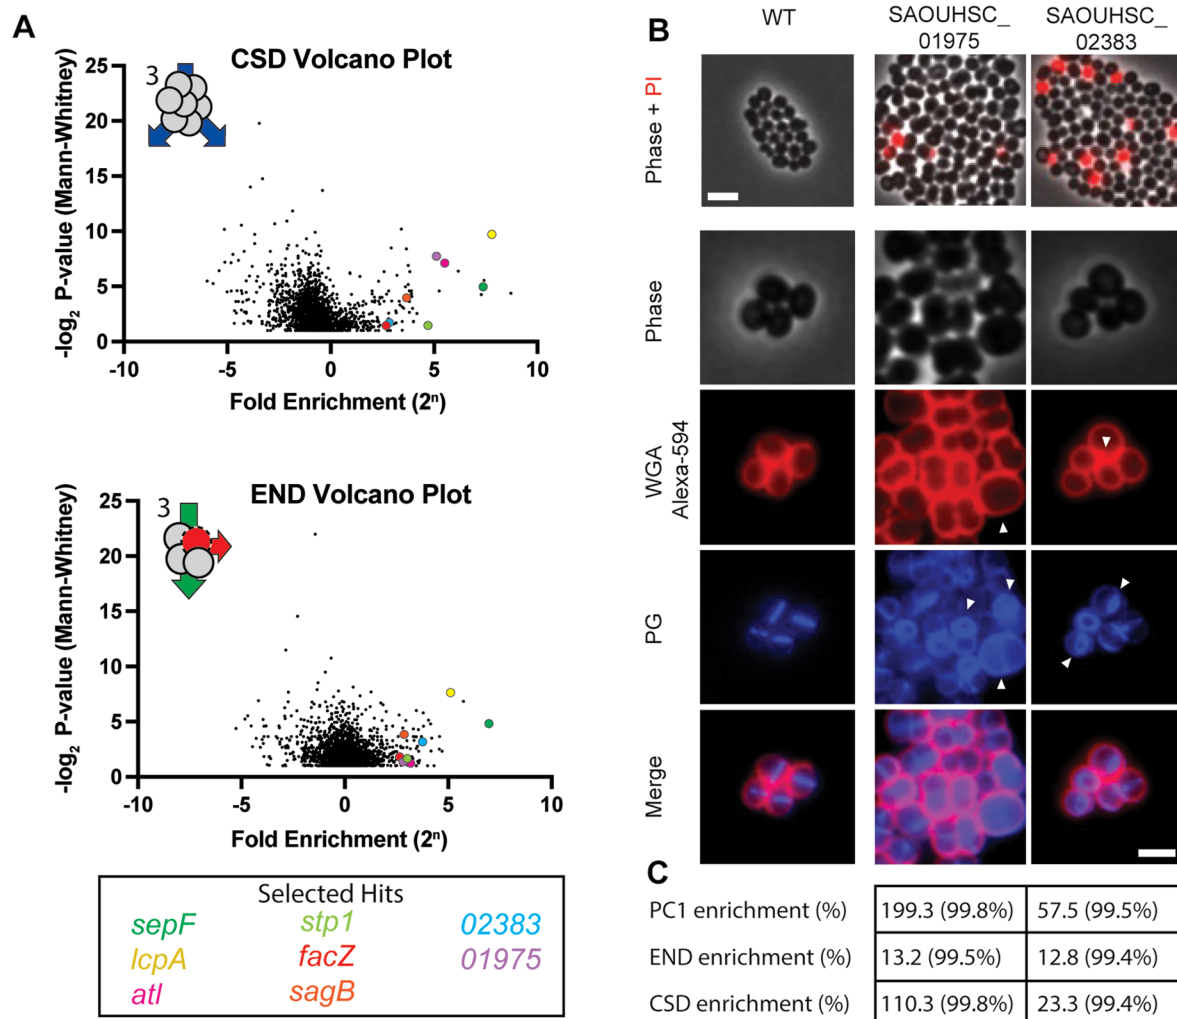 A
CSD Volcano Plot
3
25
20
15
10
5
0
-10
-5
0
5
10
-log2 P-value (Mann-Whitney)
Fold Enrichment (2ⁿ)
END Volcano Plot
3
25
20
15
10
5
0
-10
-5
0
5
10
-log2 P-value (Mann-Whitney)
Fold Enrichment (2ⁿ)
Selected Hits
sepF stp1 02383
lcpA facZ 01975
atl sagB
B
WT
SAOUHSC_
01975
SAOUHSC_
02383
Phase + PI
Phase
WGA
Alexa-594
PG
Merge
C
PC1 enrichment (%) 199.3 (99.8%) 57.5 (99.5%)
END enrichment (%) 13.2 (99.5%) 12.8 (99.4%)
CSD enrichment (%) 110.3 (99.8%) 23.3 (99.4%)